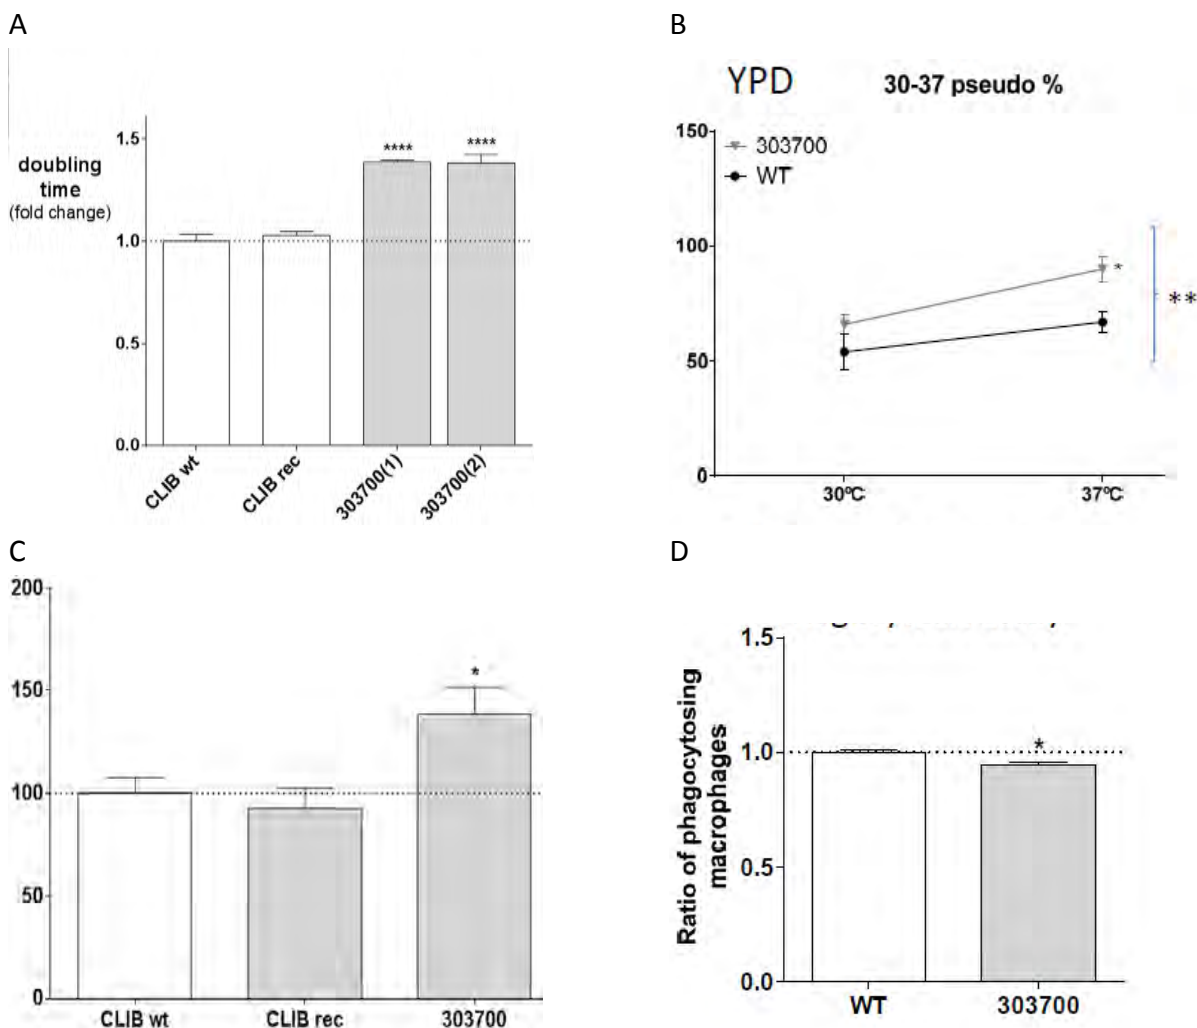 A
doubling
time
(fold change)
1.5
1.0
0.5
0.0
****
****
CLIB wt
CLIB rec
303700(1)
303700(2)
B
YPD
30-37 pseudo %
150
100
50
0
303700
WT
*
**
30ºC
37ºC
C
200
150
100
50
0
*
CLIB wt
CLIB rec
303700
D
Ratio of phagocytosing
macrophages
1.5
1.0
0.5
0.0
*
WT
303700